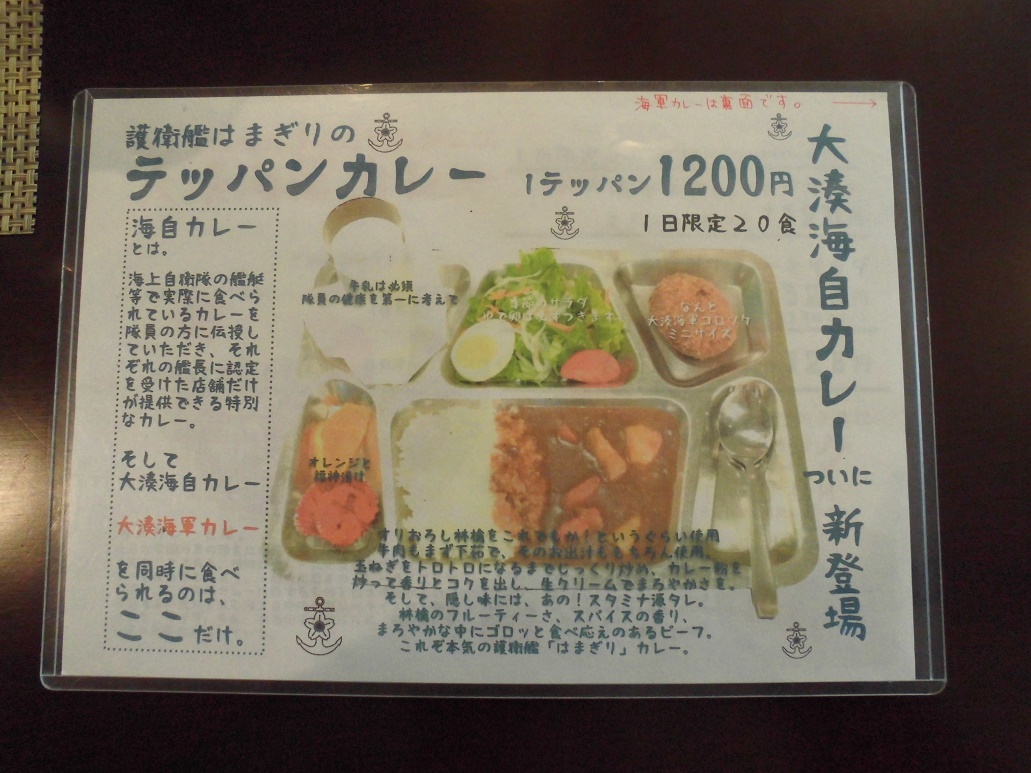 海軍カレーは裏面です。
護衛艦はまぎりの
テッパンカレー
1テッパン1200円
1日限定20食
大湊海自カレー
ついに
新登場
海自カレー
とは。
海上自衛隊の艦艇
等で実際に食べら
れているカレーを
隊員の方に伝授し
ていただき、それ
ぞれの艦長に認定
を受けた店舗だけ
が提供できる特別
なカレー。
そして
大湊海自カレー
大湊海軍カレー
を同時に食べ
られるのは、
ここだけ。
牛乳は必須
隊員の健康を第一に考えて
サラダ
ゆで卵は
なんと
大湊海軍コロッケ
ミニサイズ
オレンジと
福神漬け
すりおろし林檎をこれでもか!というぐらい使用
牛肉もまず下茹で、そのお出汁ももちろん使用。
玉ねぎをトロトロになるまでじっくり炒め、カレー粉を
炒って香りとコクを出し、生クリームでまろやかさを。
そして、隠し味には、あの!スタミナ源タレ。
林檎のフルーティーさ、スパイスの香り、
まろやかな中にゴロッと食べ応えのあるビーフ。
これぞ本気の護衛艦「はまぎり」カレー。